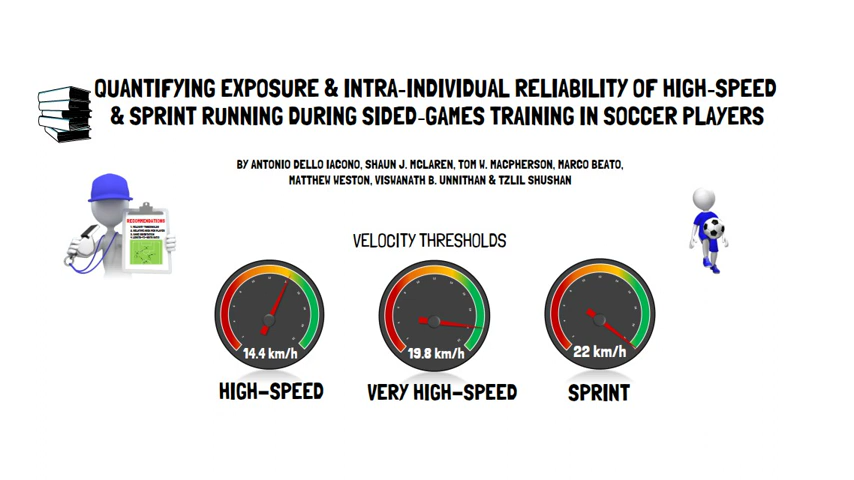 QUANTIFYING EXPOSURE & INTRA-INDIVIDUAL RELIABILITY OF HIGH-SPEED
& SPRINT RUNNING DURING SIDED-GAMES TRAINING IN SOCCER PLAYERS
BY ANTONIO DELLO IACONO, SHAUN J. MCLAREN, TOM W. MACPHERSON, MARCO BEATO,
MATTHEW WESTON, VISWANATH B. UNNITHAN & TZLIL SHUSHAN
RECOMMENDATIONS
VELOCITY THRESHOLDS
14.4 km/h
19.8 km/h
22 km/h
HIGH-SPEED
VERY HIGH-SPEED
SPRINT